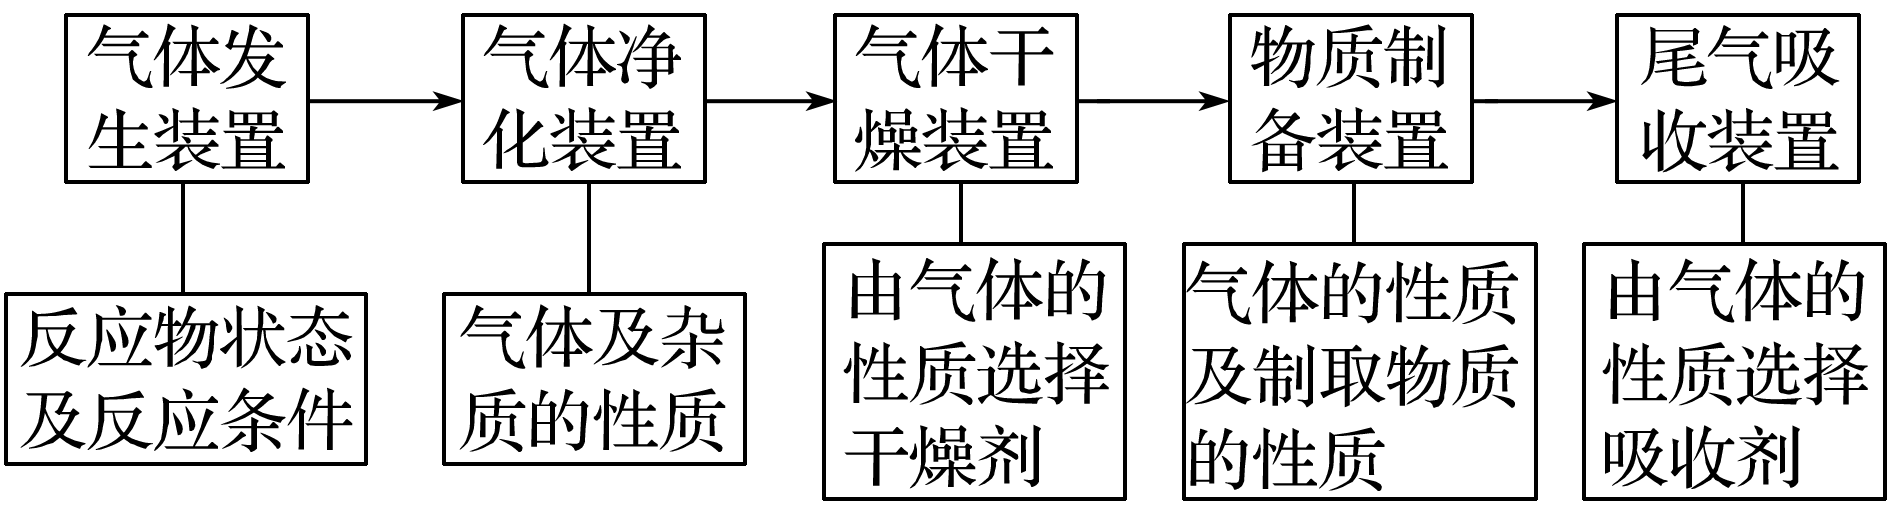 气体发
生装置
气体净
化装置
气体干
燥装置
物质制
备装置
尾气吸
收装置
反应物状态
及反应条件
气体及杂
质的性质
由气体的
性质选择
干燥剂
气体的性质
及制取物质
的性质
由气体的
性质选择
吸收剂